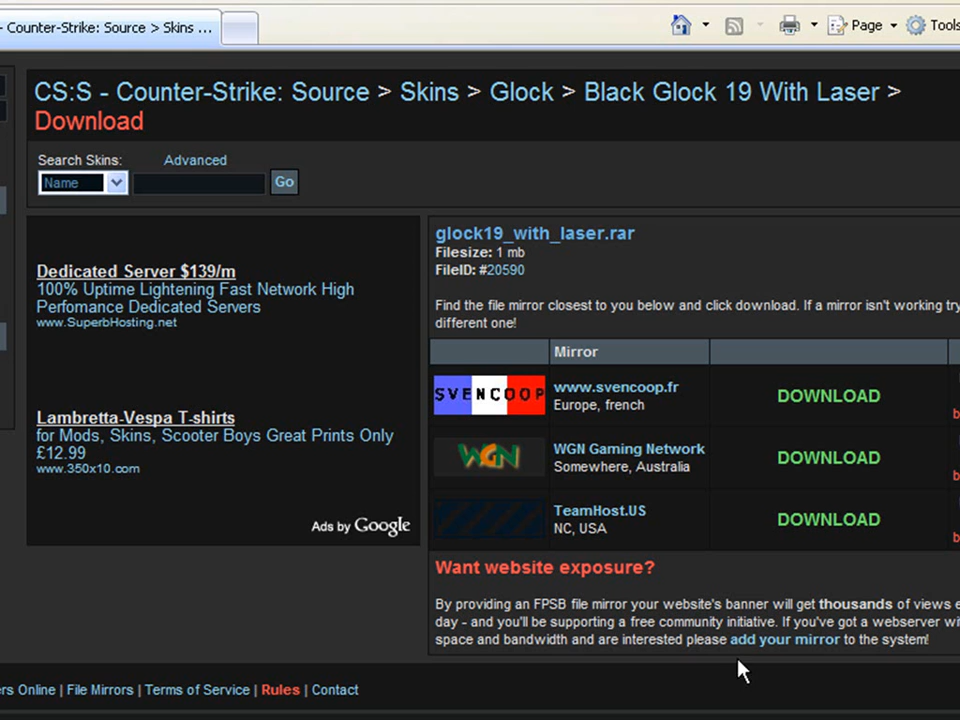 - Counter-Strike: Source > Skins ...
Page
Tools
CS:S - Counter-Strike: Source > Skins > Glock > Black Glock 19 With Laser >
Download
Search Skins:
Advanced
Name
Go
Dedicated Server $139/m
100% Uptime Lightening Fast Network High
Perfomance Dedicated Servers
www.SuperbHosting.net
Lambretta-Vespa T-shirts
for Mods, Skins, Scooter Boys Great Prints Only
£12.99
www.350x10.com
Ads by Google
glock19_with_laser.rar
Filesize: 1 mb
FileID: #20590
Find the file mirror closest to you below and click download. If a mirror isn't working try
different one!
Mirror
SVENCOOP
www.svencoop.fr
Europe, french
DOWNLOAD
b
WGN
WGN Gaming Network
Somewhere, Australia
DOWNLOAD
b
TeamHost.US
NC, USA
DOWNLOAD
b
Want website exposure?
By providing an FPSB file mirror your website's banner will get thousands of views e
day - and you'll be supporting a free community initiative. If you've got a webserver wi
space and bandwidth and are interested please add your mirror to the system!
ers Online | File Mirrors | Terms of Service | Rules | Contact